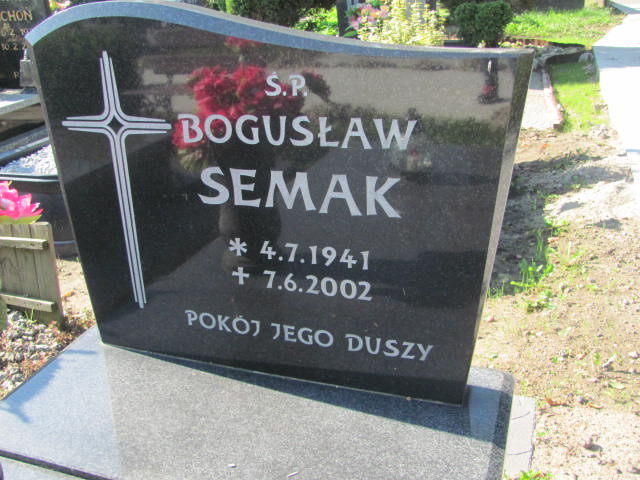 Ś.P.
BOGUSŁAW
SEMAK
* 4.7.1941
+ 7.6.2002
POKÓJ JEGO DUSZY